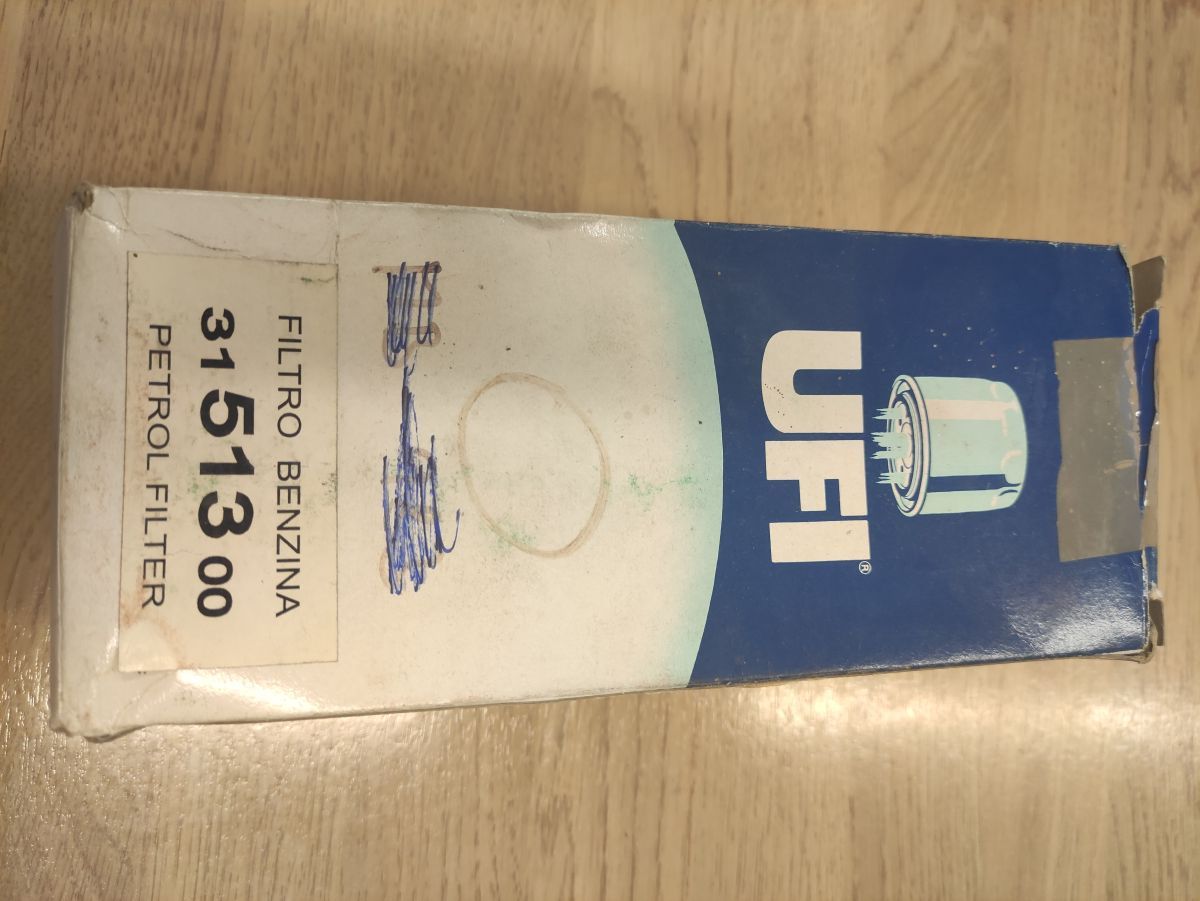 UFI®
FILTRO BENZINA
31 513 00
PETROL FILTER